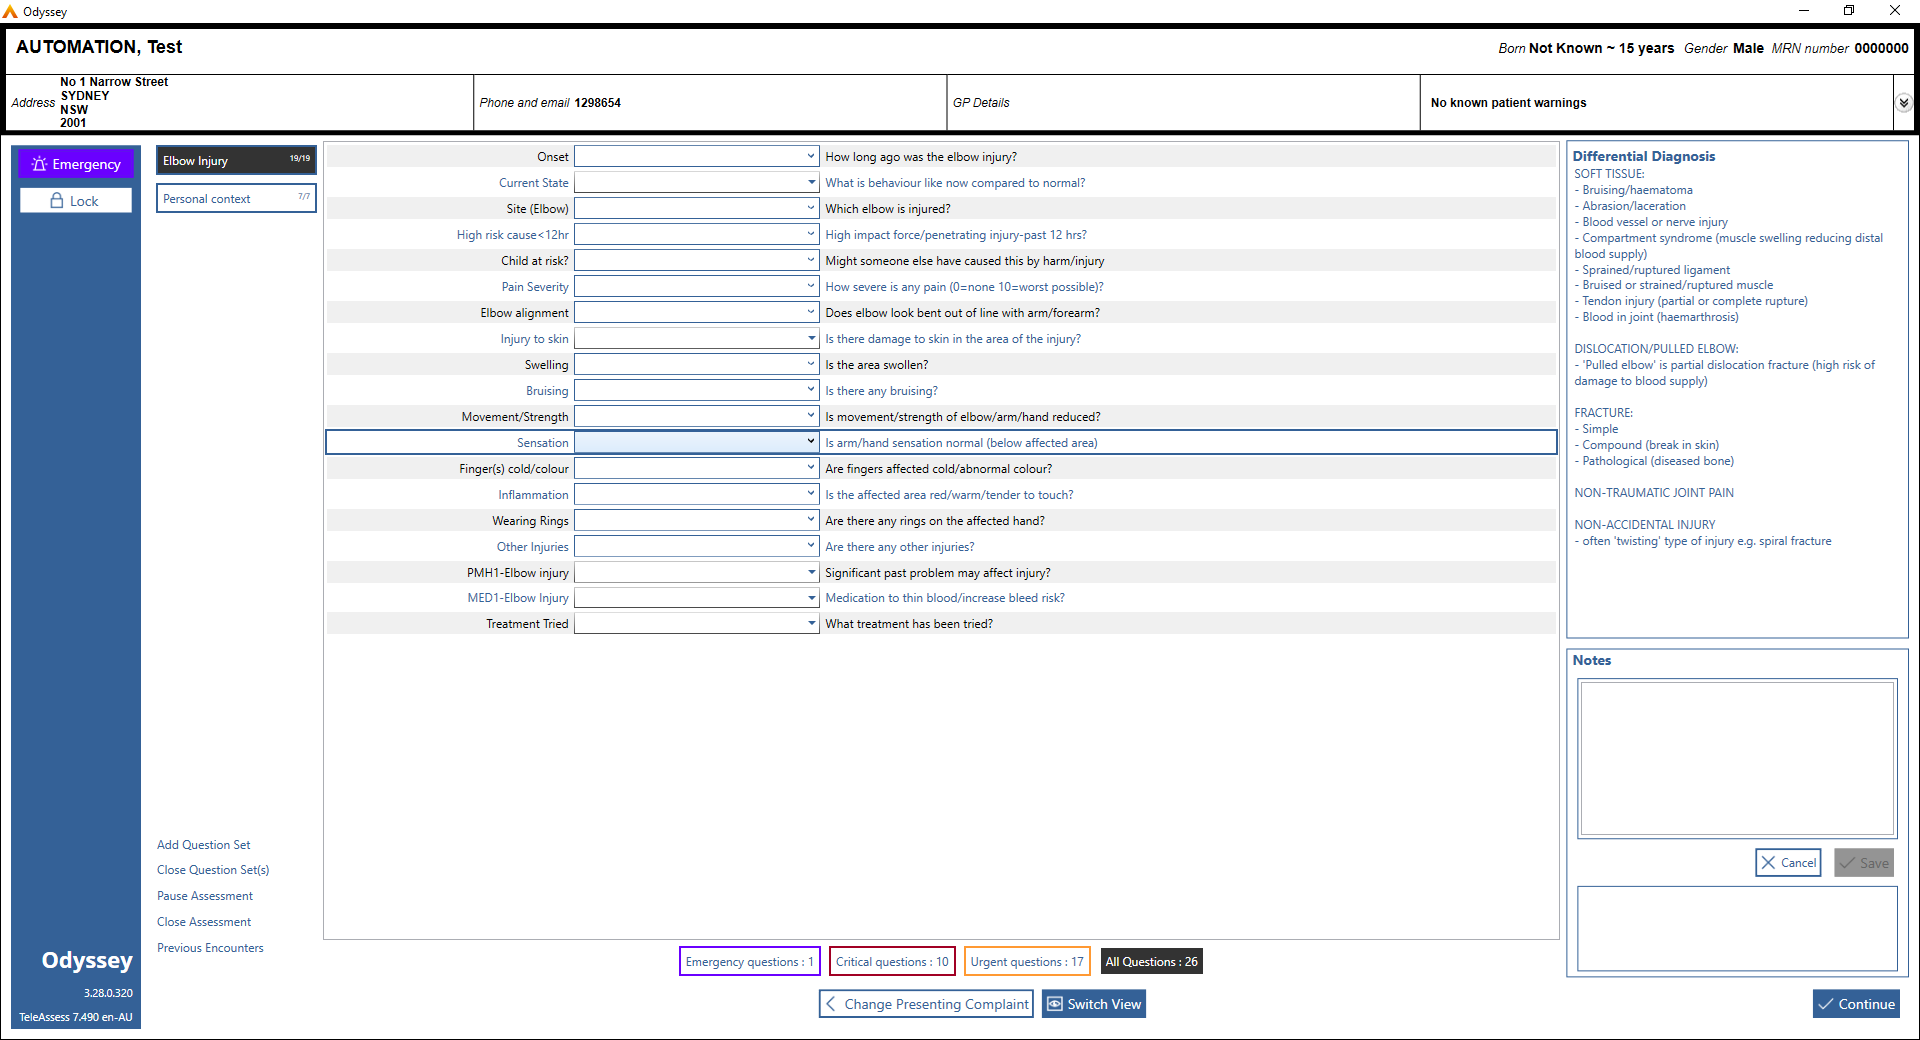 Odyssey
AUTOMATION, Test
Born Not Known ~ 15 years Gender Male MRN number 0000000
Address
No 1 Narrow Street
SYDNEY
NSW
2001
Phone and email 1298654
GP Details
No known patient warnings
Emergency
Lock
Elbow Injury 19/19
Personal context 7/7
Onset How long ago was the elbow injury?
Current State What is behaviour like now compared to normal?
Site (Elbow) Which elbow is injured?
High risk cause<12hr High impact force/penetrating injury-past 12 hrs?
Child at risk? Might someone else have caused this by harm/injury
Pain Severity How severe is any pain (0=none 10=worst possible)?
Elbow alignment Does elbow look bent out of line with arm/forearm?
Injury to skin Is there damage to skin in the area of the injury?
Swelling Is the area swollen?
Bruising Is there any bruising?
Movement/Strength Is movement/strength of elbow/arm/hand reduced?
Sensation Is arm/hand sensation normal (below affected area)
Finger(s) cold/colour Are fingers affected cold/abnormal colour?
Inflammation Is the affected area red/warm/tender to touch?
Wearing Rings Are there any rings on the affected hand?
Other Injuries Are there any other injuries?
PMH1-Elbow injury Significant past problem may affect injury?
MED1-Elbow Injury Medication to thin blood/increase bleed risk?
Treatment Tried What treatment has been tried?
Differential Diagnosis
SOFT TISSUE:
- Bruising/haematoma
- Abrasion/laceration
- Blood vessel or nerve injury
- Compartment syndrome (muscle swelling reducing distal
blood supply)
- Sprained/ruptured ligament
- Bruised or strained/ruptured muscle
- Tendon injury (partial or complete rupture)
- Blood in joint (haemarthrosis)
DISLOCATION/PULLED ELBOW:
- 'Pulled elbow' is partial dislocation fracture (high risk of
damage to blood supply)
FRACTURE:
- Simple
- Compound (break in skin)
- Pathological (diseased bone)
NON-TRAUMATIC JOINT PAIN
NON-ACCIDENTAL INJURY
- often 'twisting' type of injury e.g. spiral fracture
Notes
Cancel
Save
Add Question Set
Close Question Set(s)
Pause Assessment
Close Assessment
Previous Encounters
Odyssey
3.28.0.320
TeleAssess 7.490 en-AU
Emergency questions : 1
Critical questions : 10
Urgent questions : 17
All Questions : 26
Change Presenting Complaint
Switch View
Continue